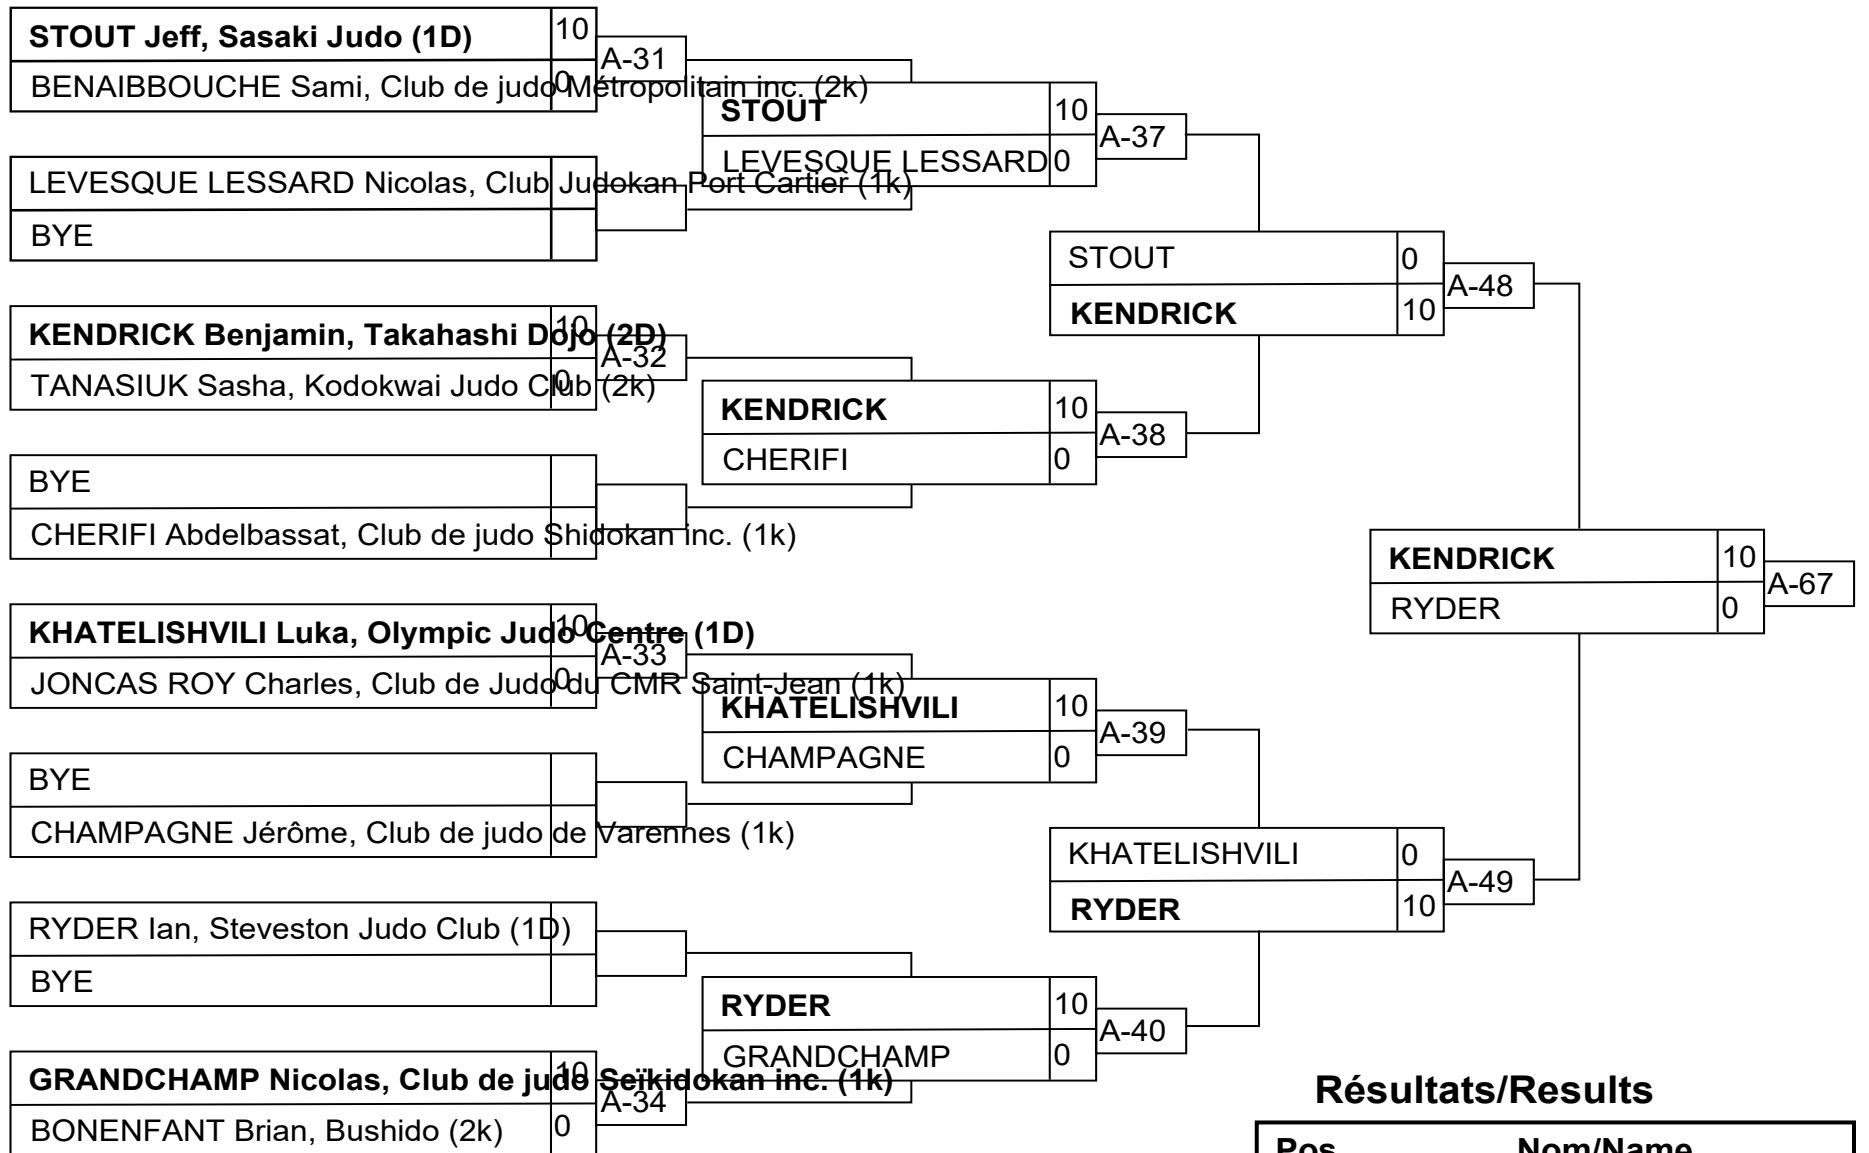 STOUT Jeff, Sasaki Judo (1D) 10
BENAIBBOUCHE Sami, Club de judo Métropolitain inc. (2k) 0
A-31
LEVESQUE LESSARD Nicolas, Club Judokan Port Cartier (1k)
BYE
KENDRICK Benjamin, Takahashi Dojo (2D) 10
TANASIUK Sasha, Kodokwai Judo Club (2k) 0
A-32
BYE
CHERIFI Abdelbassat, Club de judo Shidokan inc. (1k)
KHATELISHVILI Luka, Olympic Judo Centre (1D) 10
JONCAS ROY Charles, Club de Judo du CMR Saint-Jean (1k) 0
A-33
BYE
CHAMPAGNE Jérôme, Club de judo de Varennes (1k)
RYDER Ian, Steveston Judo Club (1D)
BYE
GRANDCHAMP Nicolas, Club de judo Seïkidokan inc. (1k) 10
BONENFANT Brian, Bushido (2k) 0
A-34
STOUT 10
LEVESQUE LESSARD 0
A-37
KENDRICK 10
CHERIFI 0
A-38
KHATELISHVILI 10
CHAMPAGNE 0
A-39
RYDER 10
GRANDCHAMP 0
A-40
STOUT 0
KENDRICK 10
A-48
KHATELISHVILI 0
RYDER 10
A-49
KENDRICK 10
RYDER 0
A-67
Résultats/Results
Pos Nom/Name